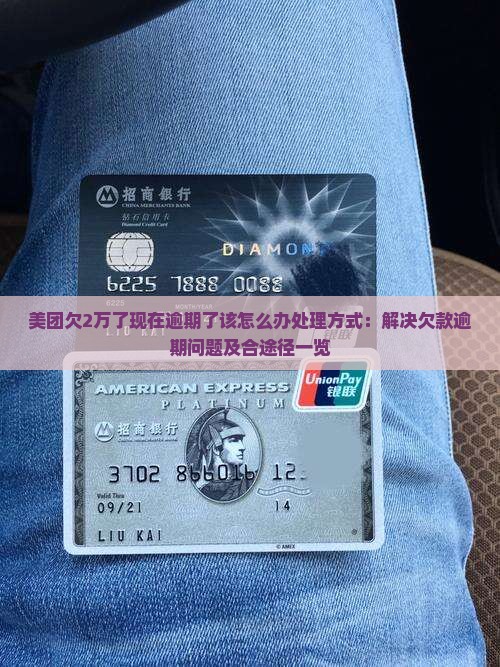 招商银行
CHINA MERCHANTS BANK
钻石信用卡
Diamond Credit Card
DIAMON
6225 7888 0088
美团欠2万了现在逾期了该怎么办处理方式：解决欠款逾
期问题及合途径一览
AMERICAN EXPRESS
UnionPay
银联
PLATINUM
招商银行
3702 866016 12
Valid Thru
09/21
14
LIU KAI
© AMEX